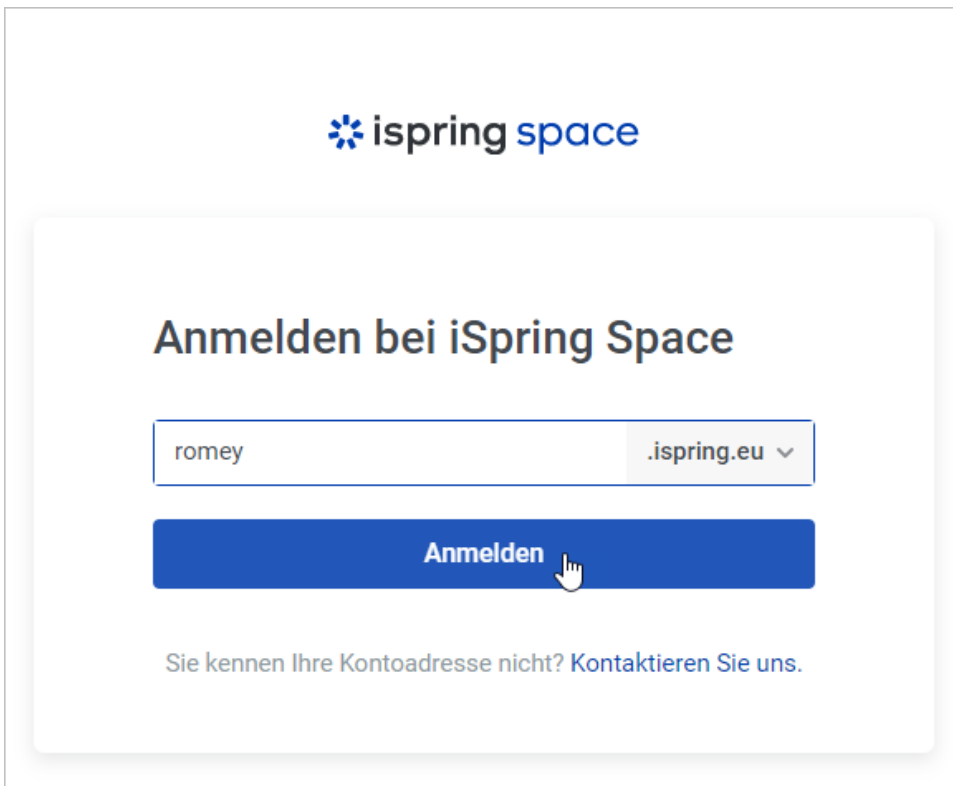 ispring space
Anmelden bei iSpring Space
romey .ispring.eu
Anmelden
Sie kennen Ihre Kontoadresse nicht? Kontaktieren Sie uns.